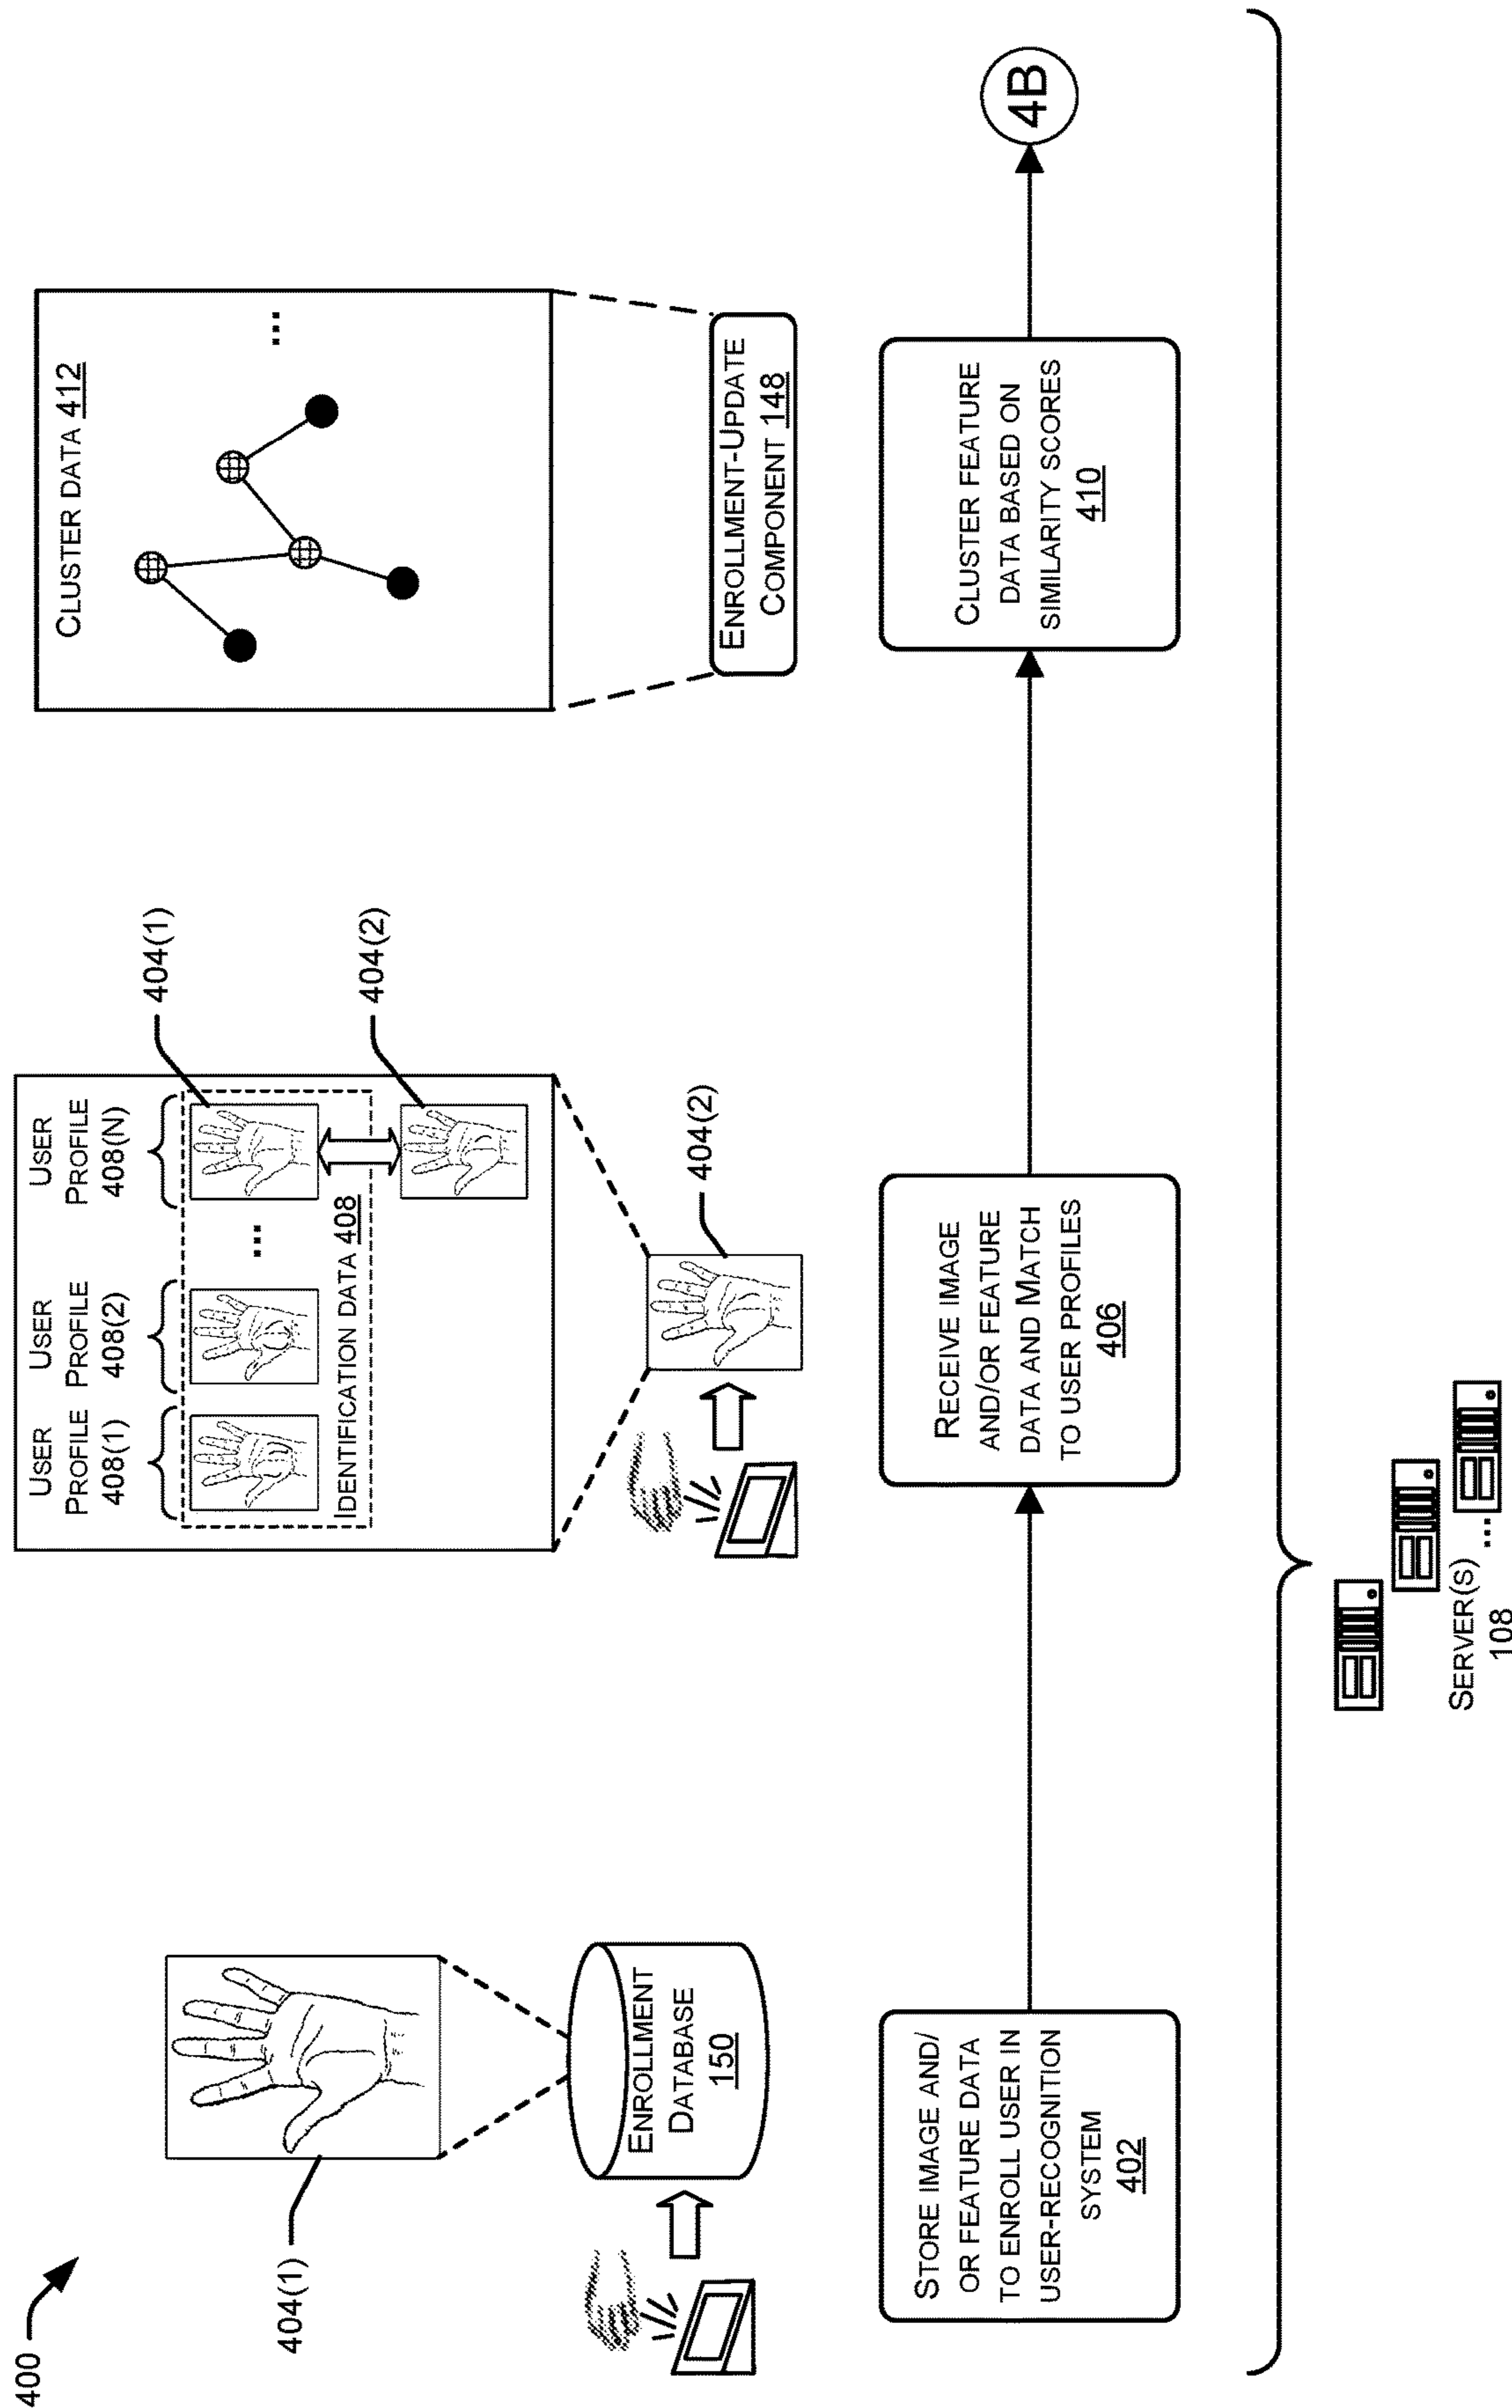 400
404(1)
ENROLLMENT
DATABASE
150
STORE IMAGE AND/
OR FEATURE DATA
TO ENROLL USER IN
USER-RECOGNITION
SYSTEM
402
USER
PROFILE
408(1)
USER
PROFILE
408(2)
...
USER
PROFILE
408(N)
IDENTIFICATION DATA 408
404(1)
404(2)
404(2)
RECEIVE IMAGE
AND/OR FEATURE
DATA AND MATCH
TO USER PROFILES
406
CLUSTER DATA 412
...
ENROLLMENT-UPDATE
COMPONENT 148
CLUSTER FEATURE
DATA BASED ON
SIMILARITY SCORES
410
4B
SERVER(S) ...
108